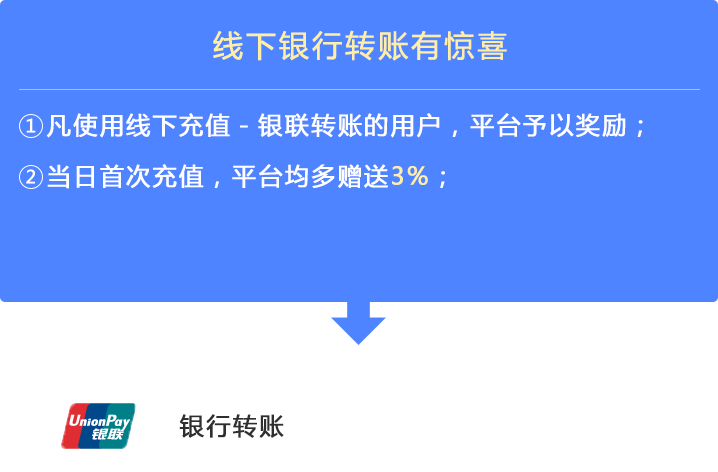 线下银行转账有惊喜
①凡使用线下充值-银联转账的用户，平台予以奖励；
②当日首次充值，平台均多赠送3%；
UnionPay
银联
银行转账